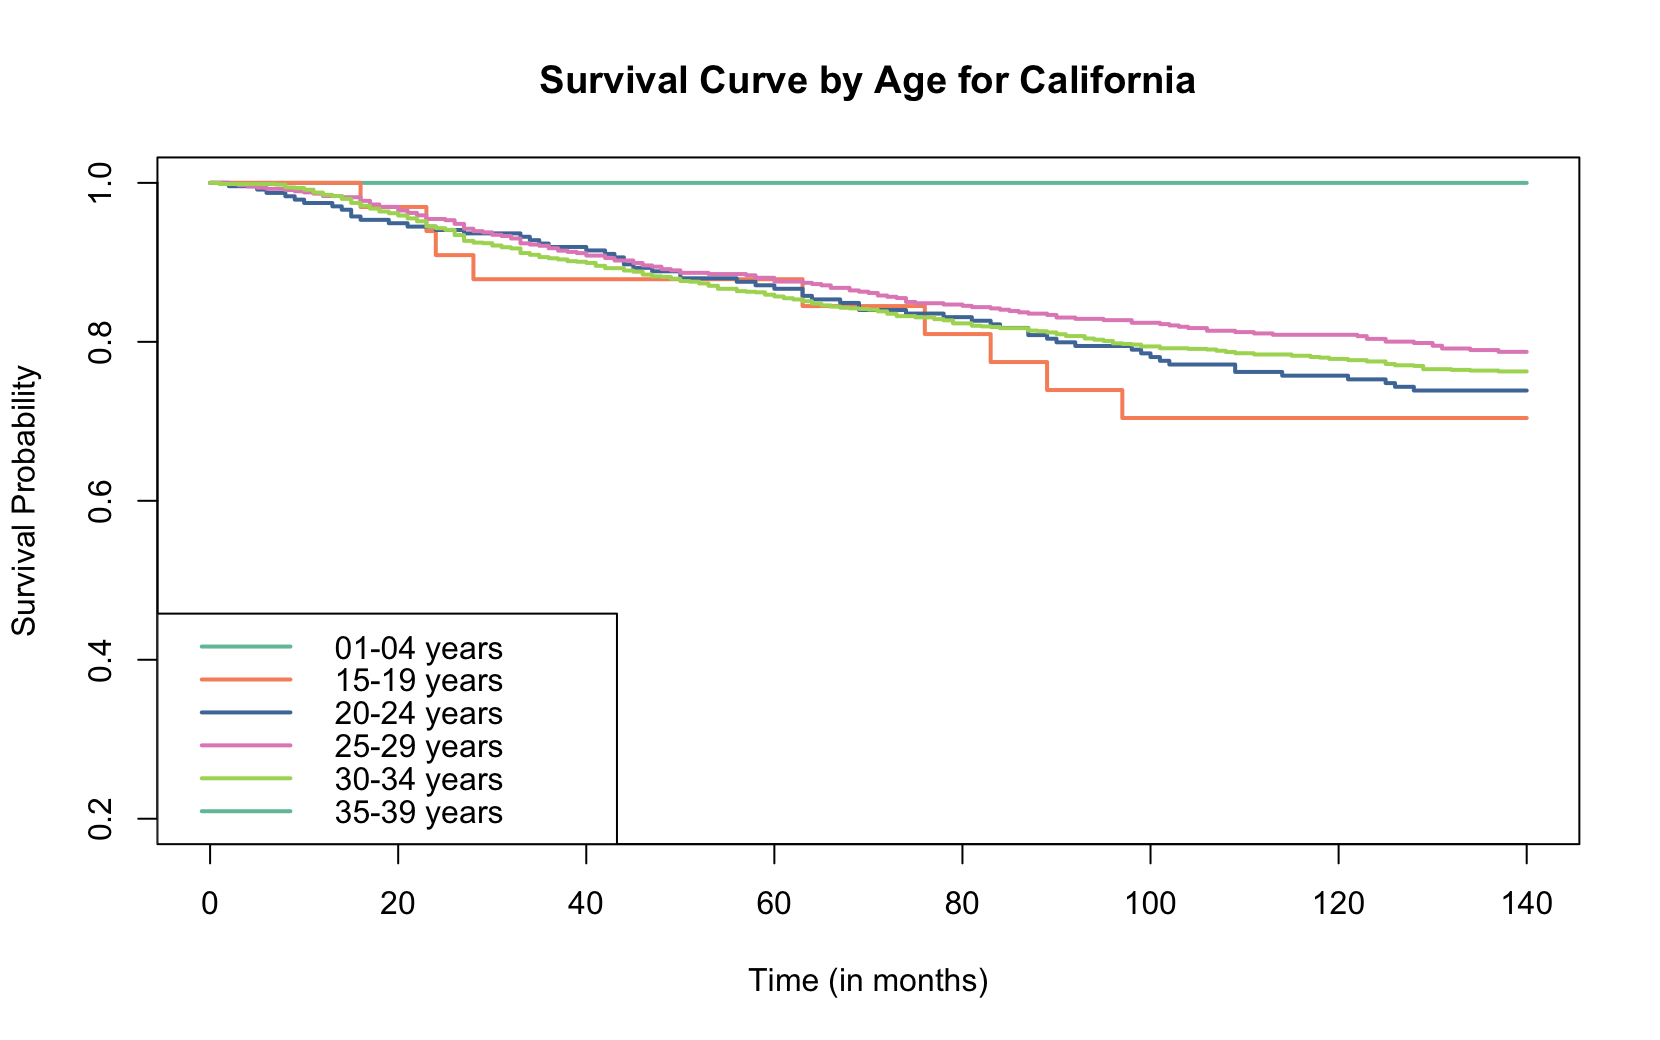 Survival Curve by Age for California
Survival Probability
1.0
0.8
0.6
0.4
0.2
01-04 years
15-19 years
20-24 years
25-29 years
30-34 years
35-39 years
0 20 40 60 80 100 120 140
Time (in months)